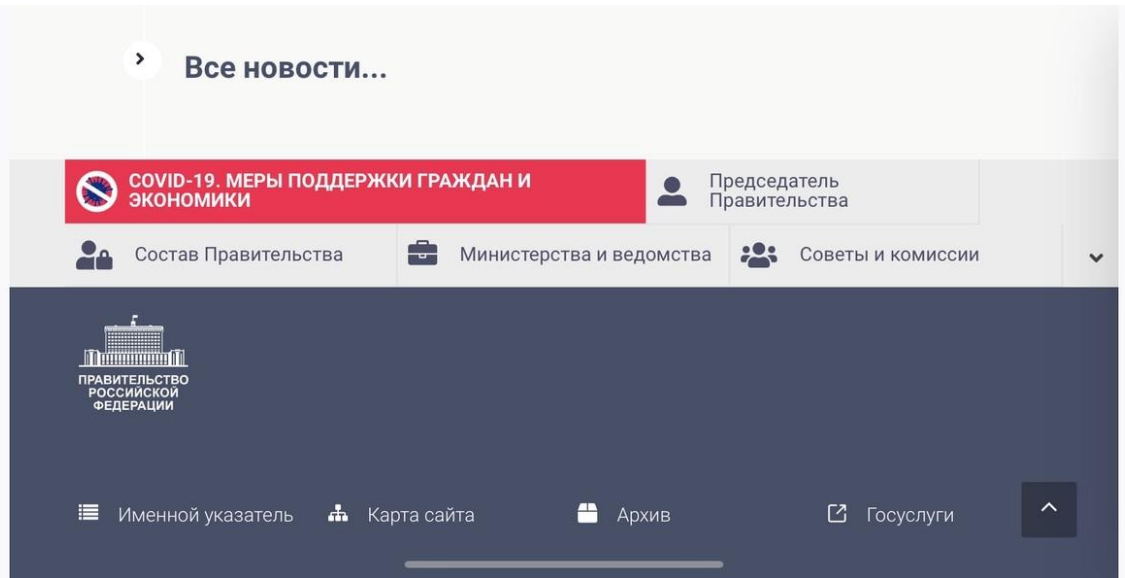 Все новости...
COVID-19. МЕРЫ ПОДДЕРЖКИ ГРАЖДАН И
ЭКОНОМИКИ
Председатель
Правительства
Состав Правительства
Министерства и ведомства
Советы и комиссии
ПРАВИТЕЛЬСТВО
РОССИЙСКОЙ
ФЕДЕРАЦИИ
Именной указатель
Карта сайта
Архив
Госуслуги